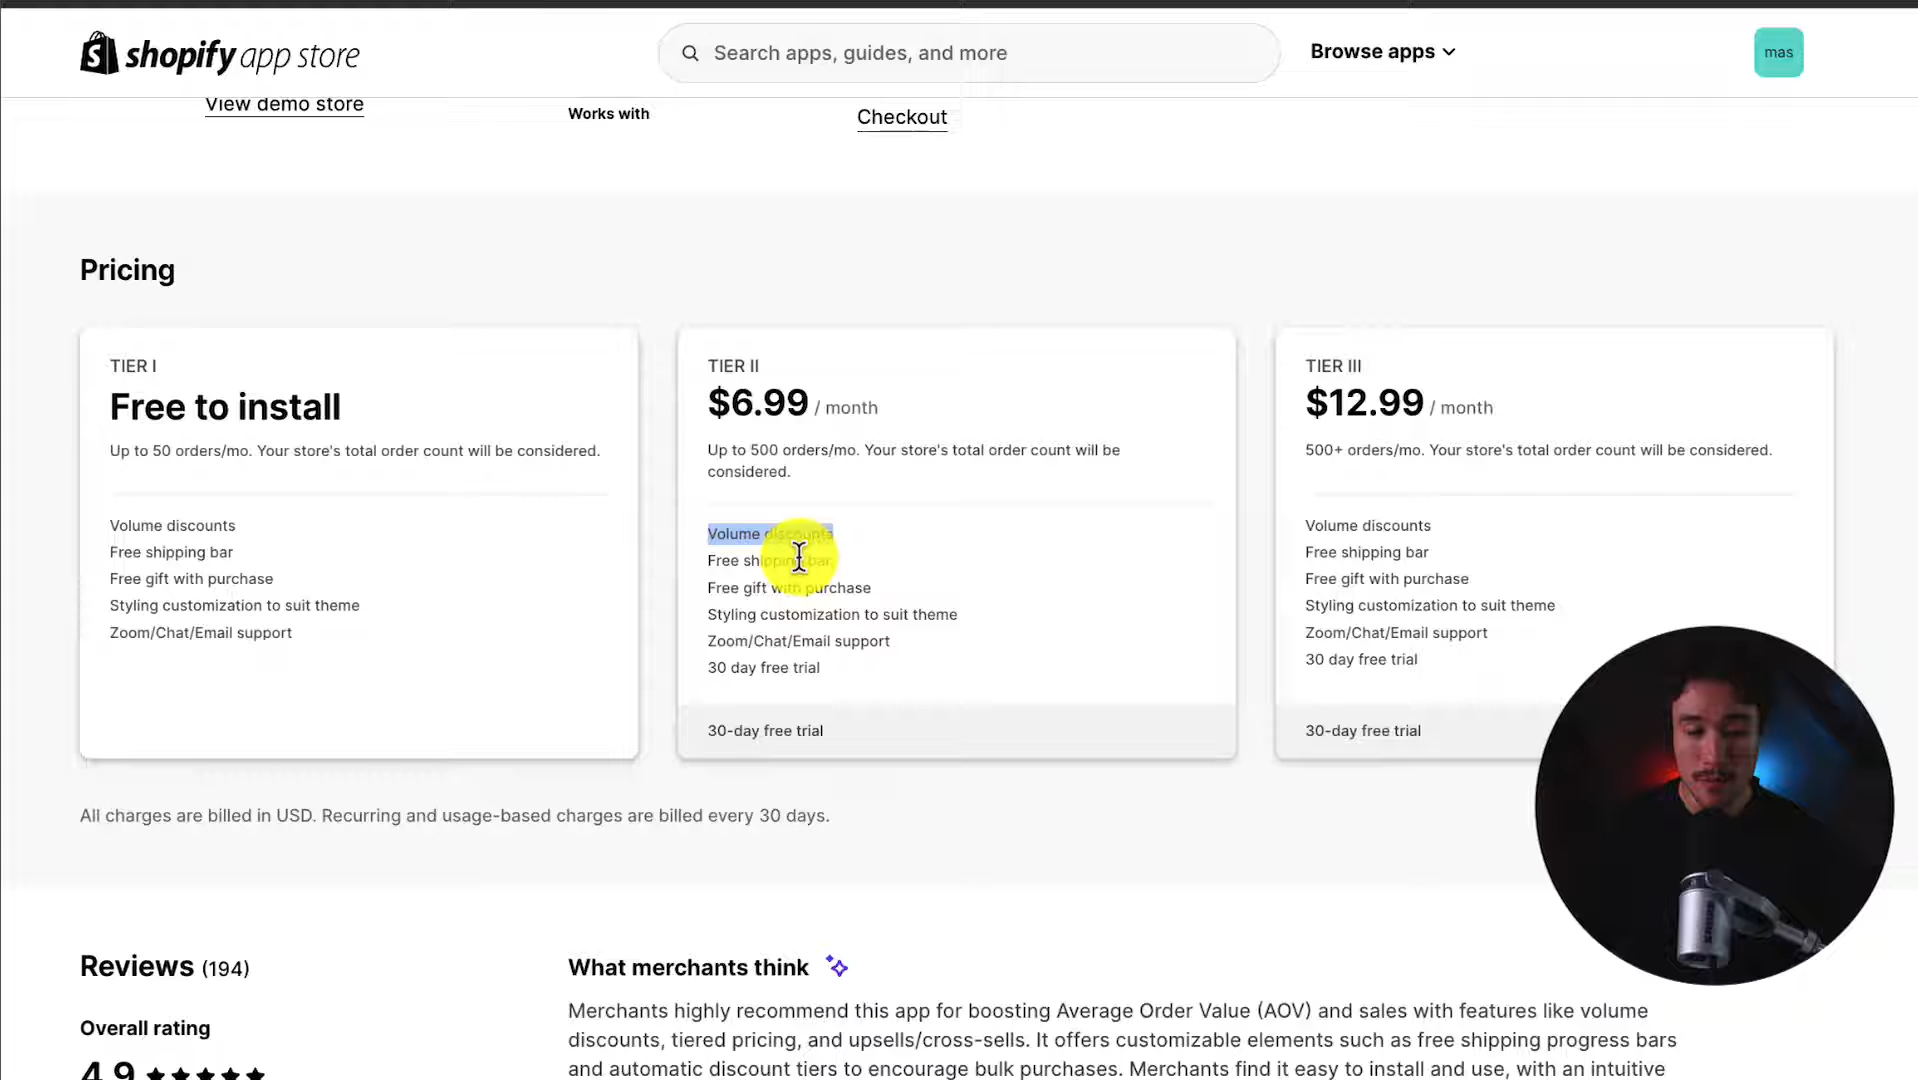 shopify app store
Search apps, guides, and more
Browse apps
mas
View demo store
Works with
Checkout
Pricing
TIER I
Free to install
Up to 50 orders/mo. Your store's total order count will be considered.
Volume discounts
Free shipping bar
Free gift with purchase
Styling customization to suit theme
Zoom/Chat/Email support
TIER II
$6.99 / month
Up to 500 orders/mo. Your store's total order count will be
considered.
Volume discounts
Free shipping bar
Free gift with purchase
Styling customization to suit theme
Zoom/Chat/Email support
30 day free trial
30-day free trial
TIER III
$12.99 / month
500+ orders/mo. Your store's total order count will be considered.
Volume discounts
Free shipping bar
Free gift with purchase
Styling customization to suit theme
Zoom/Chat/Email support
30 day free trial
30-day free trial
All charges are billed in USD. Recurring and usage-based charges are billed every 30 days.
Reviews (194)
Overall rating
4.9
What merchants think
Merchants highly recommend this app for boosting Average Order Value (AOV) and sales with features like volume
discounts, tiered pricing, and upsells/cross-sells. It offers customizable elements such as free shipping progress bars
and automatic discount tiers to encourage bulk purchases. Merchants find it easy to install and use, with an intuitive